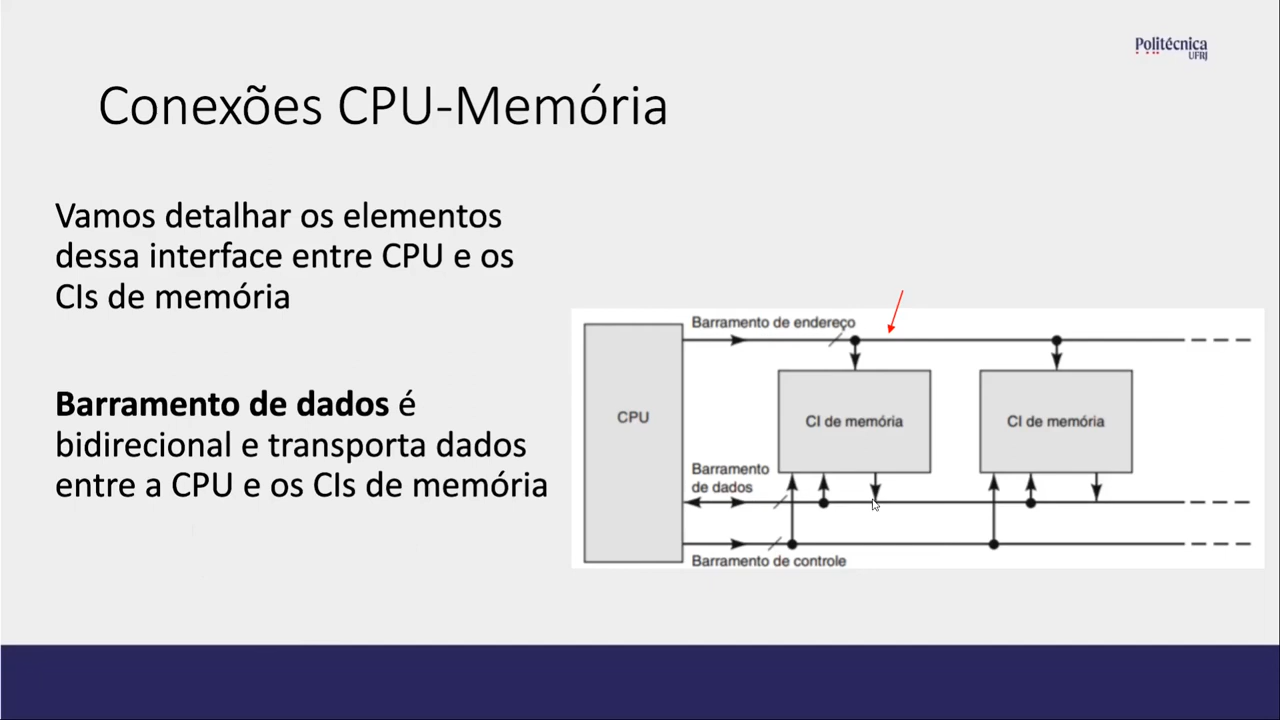 Politécnica
UFRJ
Conexões CPU-Memória
Vamos detalhar os elementos
dessa interface entre CPU e os
CIs de memória
Barramento de dados é
bidirecional e transporta dados
entre a CPU e os CIs de memória
Barramento de endereço
CPU
CI de memória
CI de memória
Barramento
de dados
Barramento de controle